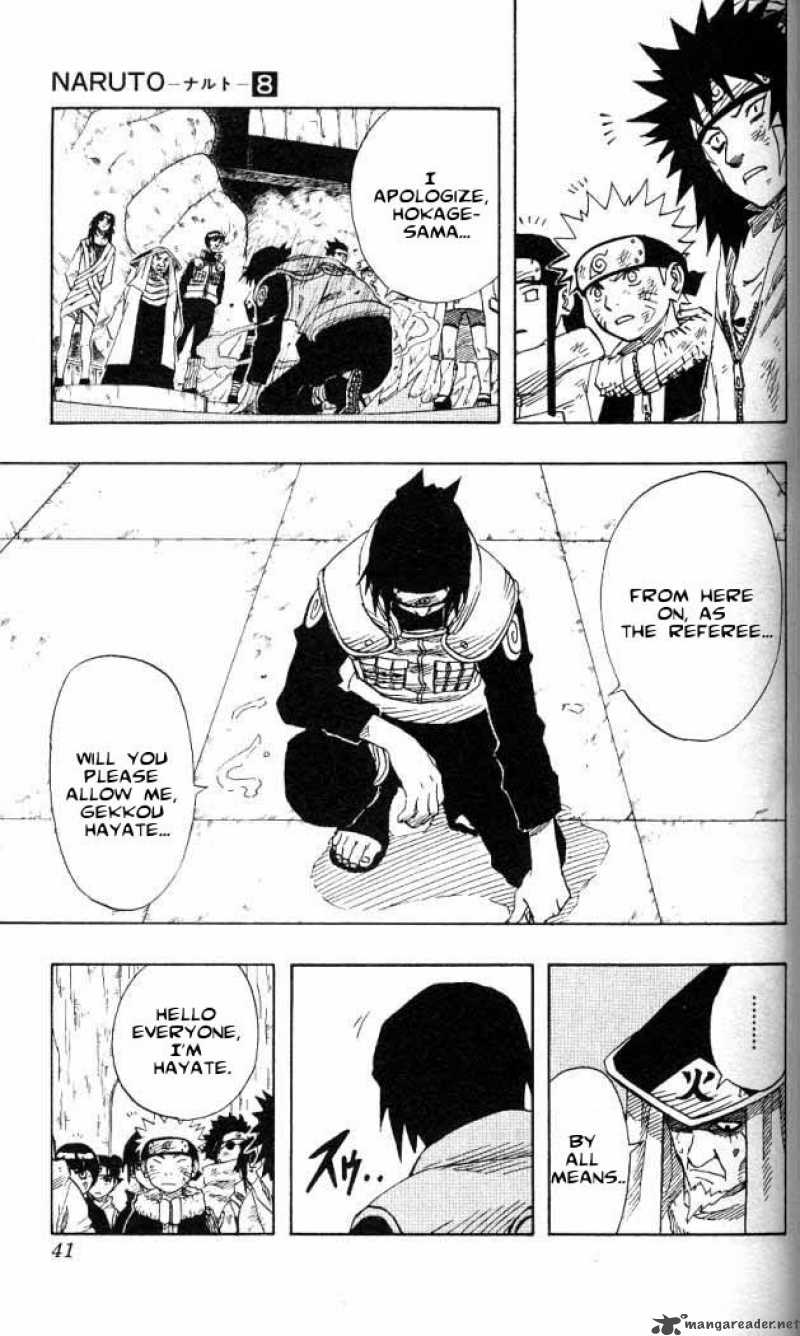 NARUTO—ナルト—8
I
APOLOGIZE,
HOKAGE-
SAMA...
FROM HERE
ON, AS
THE REFEREE...
WILL YOU
PLEASE
ALLOW ME,
GEKKOU
HAYATE...
..........
火
BY
ALL
MEANS..
スゥ..
HELLO
EVERYONE,
I'M
HAYATE.
41
mangareader.net